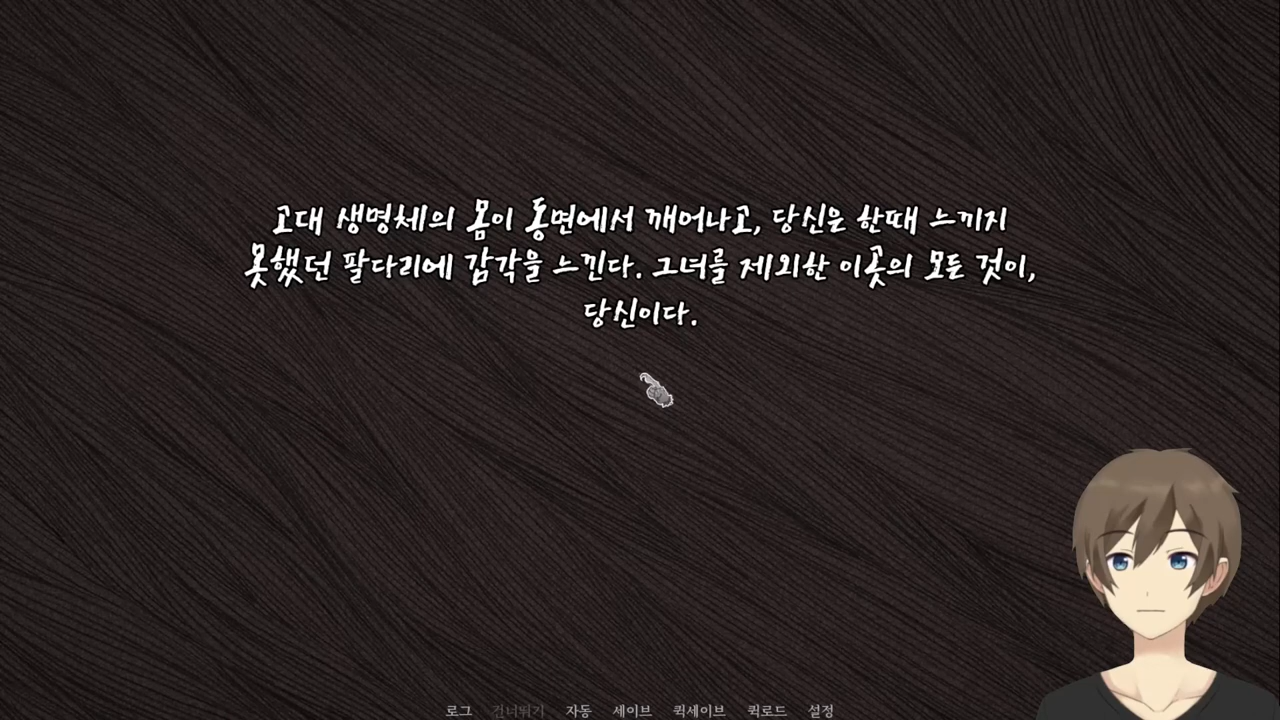 고대 생명체의 몸이 동면에서 깨어나고, 당신은 한때 느끼지
못했던 팔다리에 감각을 느낀다. 그녀를 제외한 이곳의 모든 것이,
당신이다.
로그 건너뛰기 자동 세이브 퀵세이브 퀵로드 설정